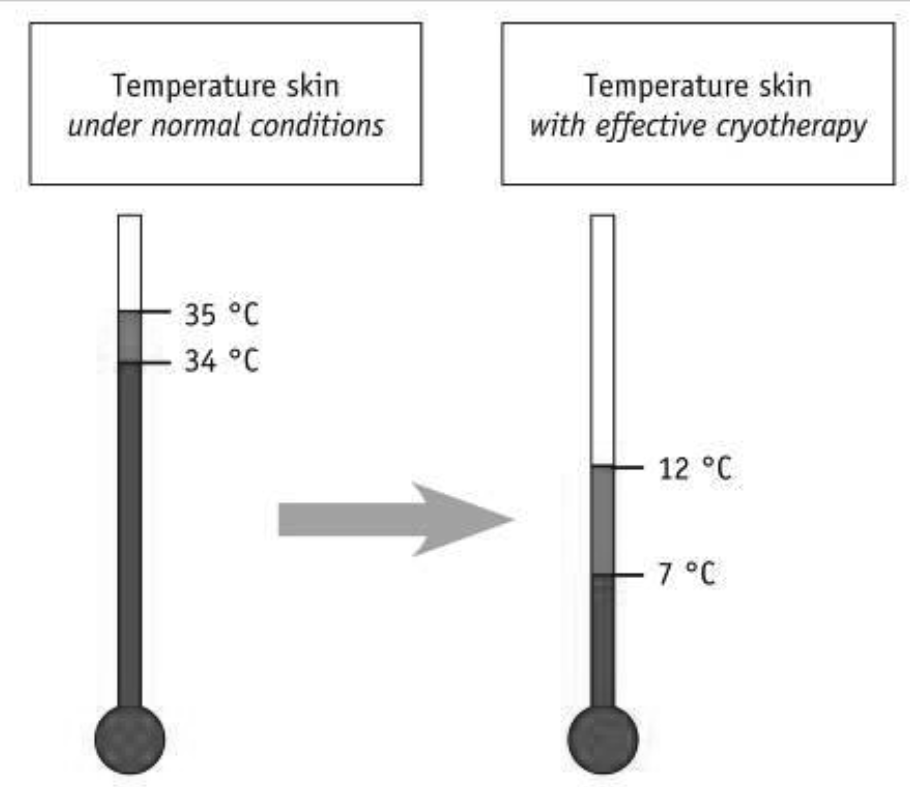 Temperature skin
under normal conditions
Temperature skin
with effective cryotherapy
35 °C
34 °C
12 °C
7 °C